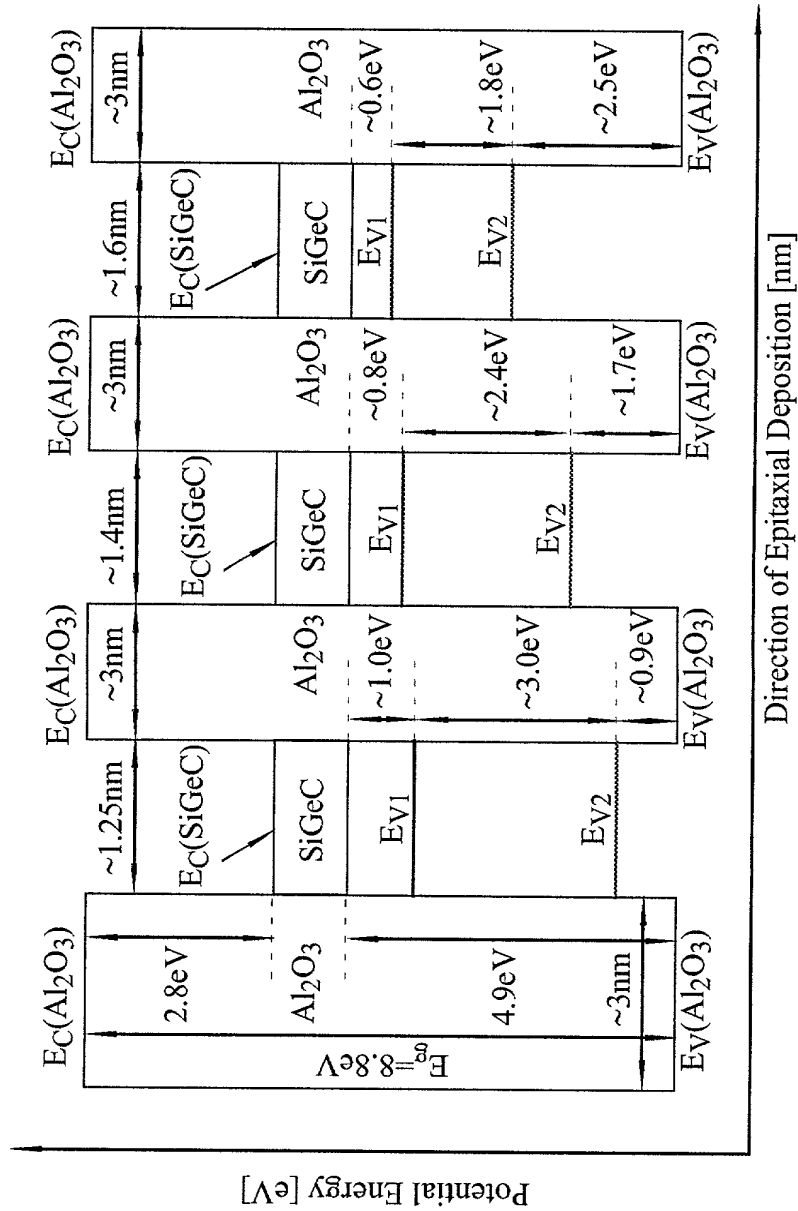 Potential Energy [eV]
E_C(Al₂O₃)
E_C(Al₂O₃)
E_C(Al₂O₃)
E_C(Al₂O₃)
~1.25nm
~3nm
~1.4nm
~3nm
~1.6nm
~3nm
2.8eV
E_C(SiGeC)
E_C(SiGeC)
E_C(SiGeC)
E_g=8.8eV
Al₂O₃
SiGeC
Al₂O₃
SiGeC
Al₂O₃
SiGeC
Al₂O₃
E_V1
~1.0eV
E_V1
~0.8eV
E_V1
~0.6eV
4.9eV
~3.0eV
~2.4eV
~1.8eV
E_V2
E_V2
E_V2
~3nm
~0.9eV
~1.7eV
~2.5eV
E_V(Al₂O₃)
E_V(Al₂O₃)
E_V(Al₂O₃)
E_V(Al₂O₃)
Direction of Epitaxial Deposition [nm]